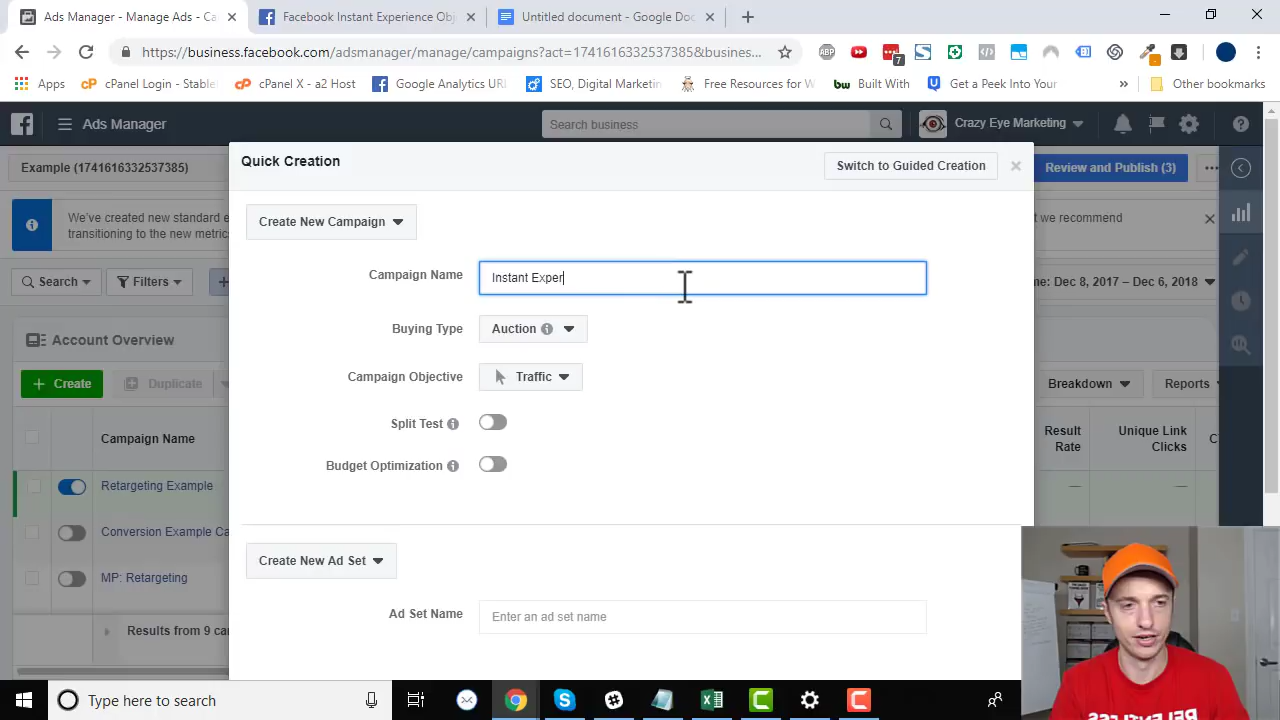 Ads Manager - Manage Ads - Ca
Facebook Instant Experience Obj
Untitled document - Google Doc
https://business.facebook.com/adsmanager/manage/campaigns?act=1741616332537385&busines...
ABP
7
Apps
cP cPanel Login - Stable
cP cPanel X - a2 Host
Google Analytics URL
SEO, Digital Marketin
Free Resources for W
bw Built With
Get a Peek Into Your
»
Other bookmarks
Ads Manager
Search business
Crazy Eye Marketing
Example (1741616332537385)
Quick Creation
Switch to Guided Creation
×
Review and Publish (3)
...
We've created new standard e
transitioning to the new metrics
t we recommend
Create New Campaign
Search
Filters
+
Campaign Name
Instant Exper
me: Dec 8, 2017 – Dec 6, 2018
Account Overview
Buying Type
Auction
+ Create
Duplicate
Campaign Objective
Traffic
Breakdown
Reports
Campaign Name
Split Test
Result
Rate
Unique Link
Clicks
C
Budget Optimization
Retargeting Example
—
—
Conversion Example Ca
MP: Retargeting
Create New Ad Set
Ad Set Name
Enter an ad set name
Results from 9 car
Type here to search